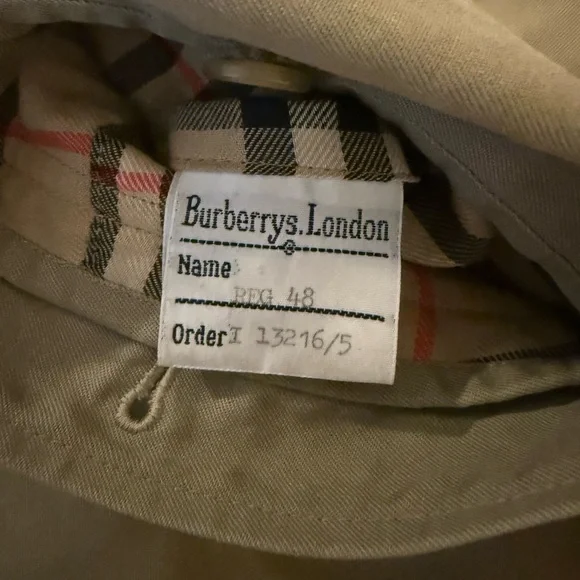 Burberrys.London
Name
REG 48
Order I 13216/5